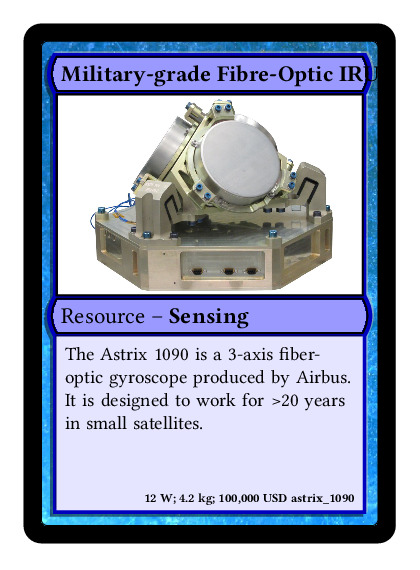 Military-grade Fibre-Optic IRU
Resource – Sensing
The Astrix 1090 is a 3-axis fiber-
optic gyroscope produced by Airbus.
It is designed to work for >20 years
in small satellites.
12 W; 4.2 kg; 100,000 USD astrix_1090